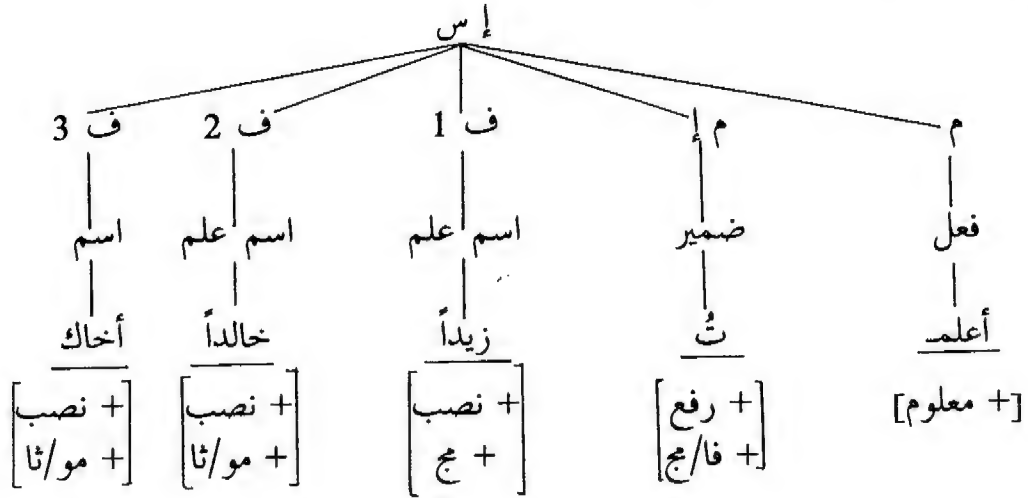 إ س
م م إ ف 1 ف 2 ف 3
فعل ضمير اسم علم اسم علم اسم
أعلمـ تُ زيداً خالداً أخاك
[+ معلوم] [+ رفع [+ نصب [+ نصب [+ نصب
+ فا/مج] + مج] + مو/ثا] + مو/ثا]